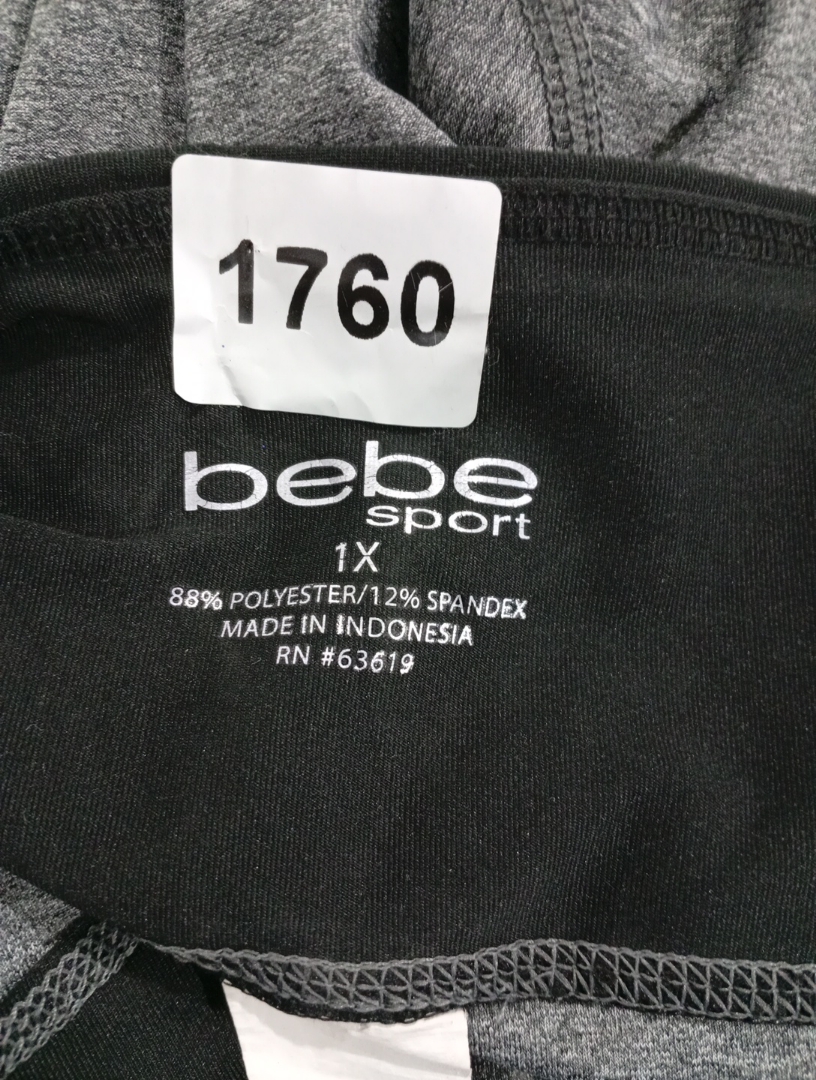 1760
bebe
sport
1X
88% POLYESTER/12% SPANDEX
MADE IN INDONESIA
RN #63619